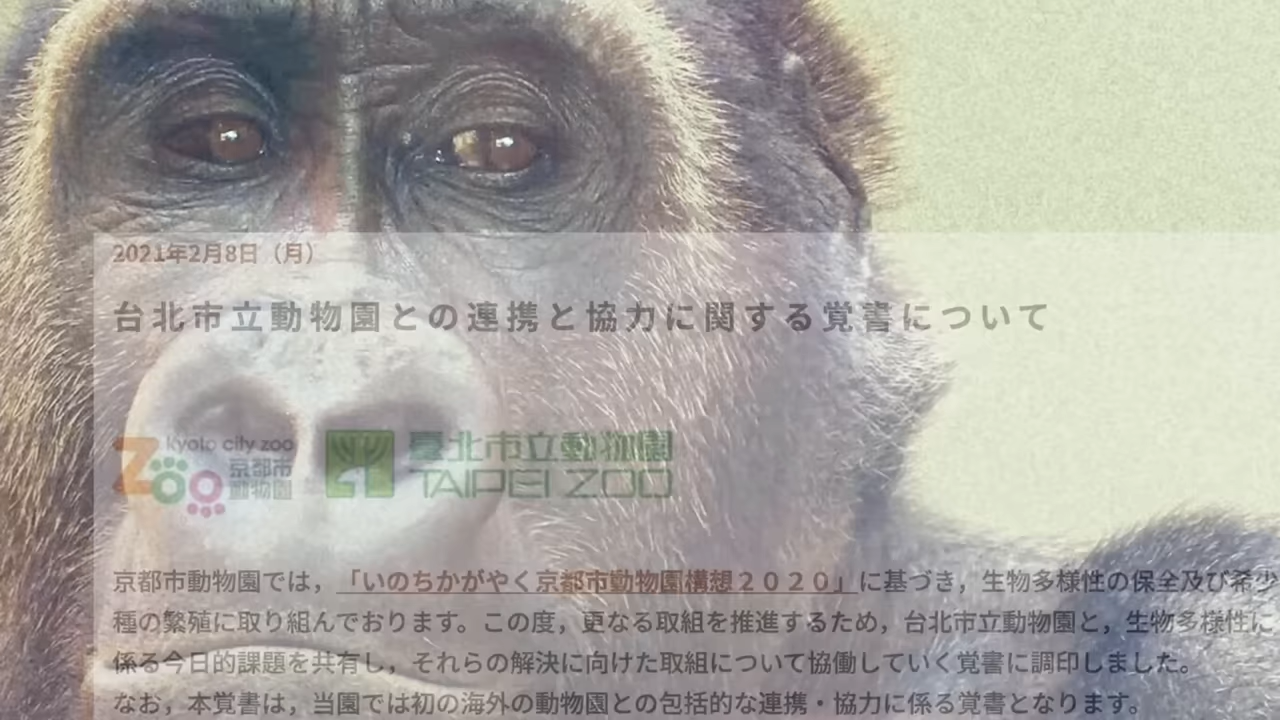 2021年2月8日（月）
台北市立動物園との連携と協力に関する覚書について
kyoto city zoo
ZOO 京都市
動物園
臺北市立動物園
TAIPEI ZOO
京都市動物園では，「いのちかがやく京都市動物園構想２０２０」に基づき，生物多様性の保全及び希少
種の繁殖に取り組んでおります。この度，更なる取組を推進するため，台北市立動物園と，生物多様性に
係る今日的課題を共有し，それらの解決に向けた取組について協働していく覚書に調印しました。
なお，本覚書は，当園では初の海外の動物園との包括的な連携・協力に係る覚書となります。